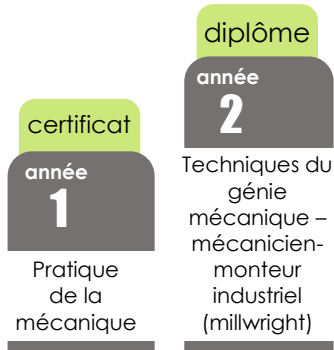 certificat
année
1
Pratique
de la
mécanique
diplôme
année
2
Techniques du
génie
mécanique –
mécanicien-
monteur
industriel
(millwright)